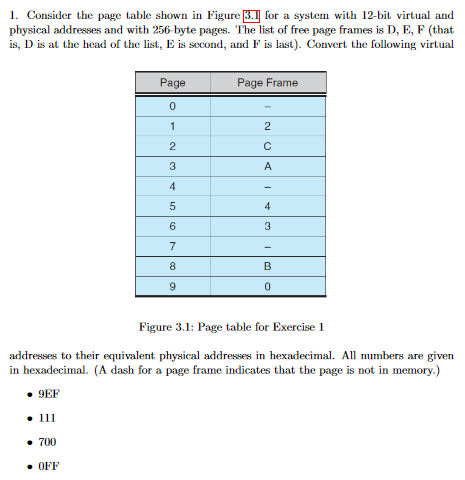 1. Consider the page table shown in Figure 3.1 for a system with 12-bit virtual and
physical addresses and with 256-byte pages. The list of free page frames is D, E, F (that
is, D is at the head of the list, E is second, and F is last). Convert the following virtual
Page Page Frame
0 –
1 2
2 C
3 A
4 –
5 4
6 3
7 –
8 B
9 0
Figure 3.1: Page table for Exercise 1
addresses to their equivalent physical addresses in hexadecimal. All numbers are given
in hexadecimal. (A dash for a page frame indicates that the page is not in memory.)
• 9EF
• 111
• 700
• 0FF